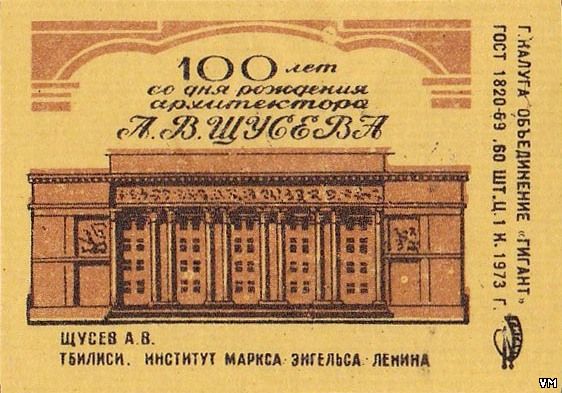 100 лет
со дня рождения
архитектора
А.В.ЩУСЕВА
ЩУСЕВ А.В.
ТБИЛИСИ. ИНСТИТУТ МАРКСА-ЭНГЕЛЬСА-ЛЕНИНА
Г. КАЛУГА ОБЪЕДИНЕНИЕ «ГИГАНТ»
ГОСТ 1820-69 .60 ШТ.Ц.1 К. 1973 Г.
VM